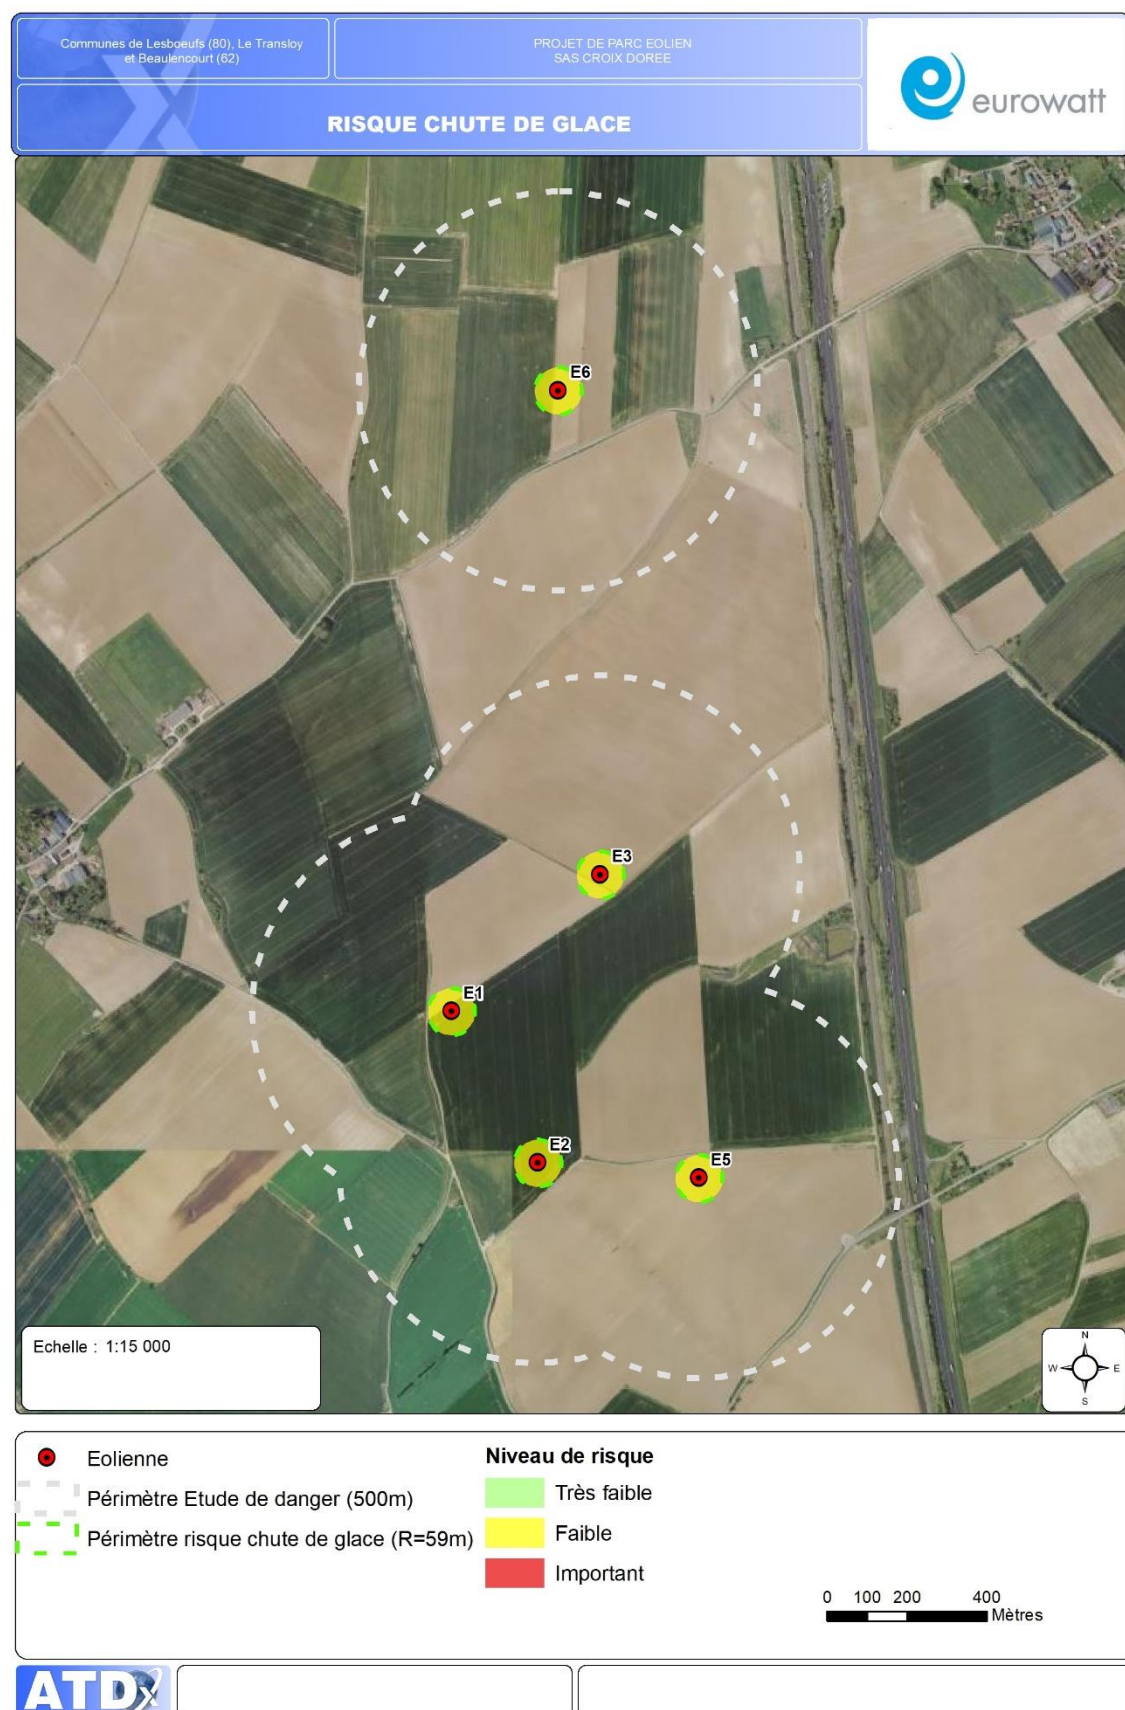 Communes de Lesboeufs (80), Le Transloy
et Beaulencourt (62)
PROJET DE PARC EOLIEN
SAS CROIX DOREE
RISQUE CHUTE DE GLACE
eurowatt
E6
E3
E1
E2
E5
Echelle : 1:15 000
N
W E
S
Eolienne
Périmètre Etude de danger (500m)
Périmètre risque chute de glace (R=59m)
Niveau de risque
Très faible
Faible
Important
0 100 200 400
Mètres
ATDx